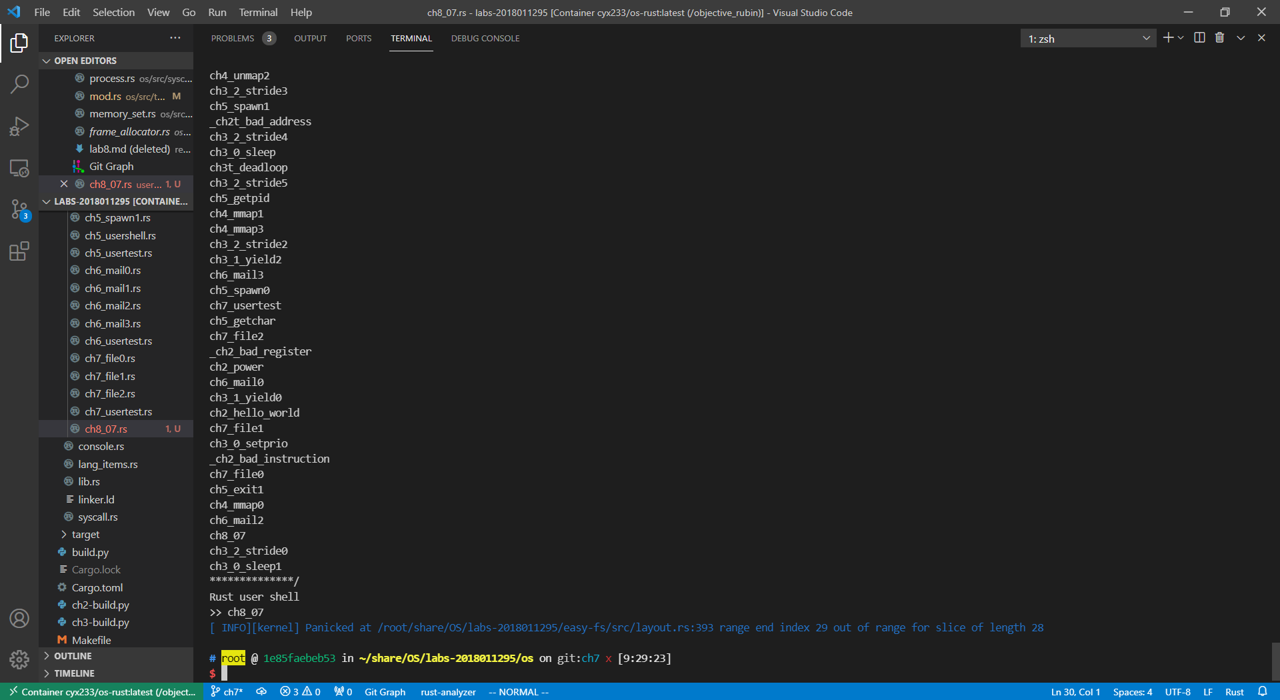 File Edit Selection View Go Run Terminal Help ch8_07.rs - labs-2018011295 [Container cyx233/os-rust:latest (/objective_rubin)] - Visual Studio Code
EXPLORER ···
OPEN EDITORS
process.rs os/src/sysc...
mod.rs os/src/t... M
memory_set.rs os/src...
frame_allocator.rs os...
lab8.md (deleted) re...
Git Graph
ch8_07.rs user... 1, U
LABS-2018011295 [CONTAINE...
ch5_spawn1.rs
ch5_usershell.rs
ch5_usertest.rs
ch6_mail0.rs
ch6_mail1.rs
ch6_mail2.rs
ch6_mail3.rs
ch6_usertest.rs
ch7_file0.rs
ch7_file1.rs
ch7_file2.rs
ch7_usertest.rs
ch8_07.rs 1, U
console.rs
lang_items.rs
lib.rs
linker.ld
syscall.rs
target
build.py
Cargo.lock
Cargo.toml
ch2-build.py
ch3-build.py
Makefile
OUTLINE
TIMELINE
3
PROBLEMS 3 OUTPUT PORTS TERMINAL DEBUG CONSOLE 1: zsh
ch4_unmap2
ch3_2_stride3
ch5_spawn1
_ch2t_bad_address
ch3_2_stride4
ch3_0_sleep
ch3t_deadloop
ch3_2_stride5
ch5_getpid
ch4_mmap1
ch4_mmap3
ch3_2_stride2
ch3_1_yield2
ch6_mail3
ch5_spawn0
ch7_usertest
ch5_getchar
ch7_file2
_ch2_bad_register
ch2_power
ch6_mail0
ch3_1_yield0
ch2_hello_world
ch7_file1
ch3_0_setprio
_ch2_bad_instruction
ch7_file0
ch5_exit1
ch4_mmap0
ch6_mail2
ch8_07
ch3_2_stride0
ch3_0_sleep1
**************/
Rust user shell
>> ch8_07
[ INFO][kernel] Panicked at /root/share/OS/labs-2018011295/easy-fs/src/layout.rs:393 range end index 29 out of range for slice of length 28
# root @ 1e85faebeb53 in ~/share/OS/labs-2018011295/os on git:ch7 x [9:29:23]
$
Container cyx233/os-rust:latest (/object... ch7* 3 0 0 Git Graph rust-analyzer -- NORMAL -- Ln 30, Col 1 Spaces: 4 UTF-8 LF Rust